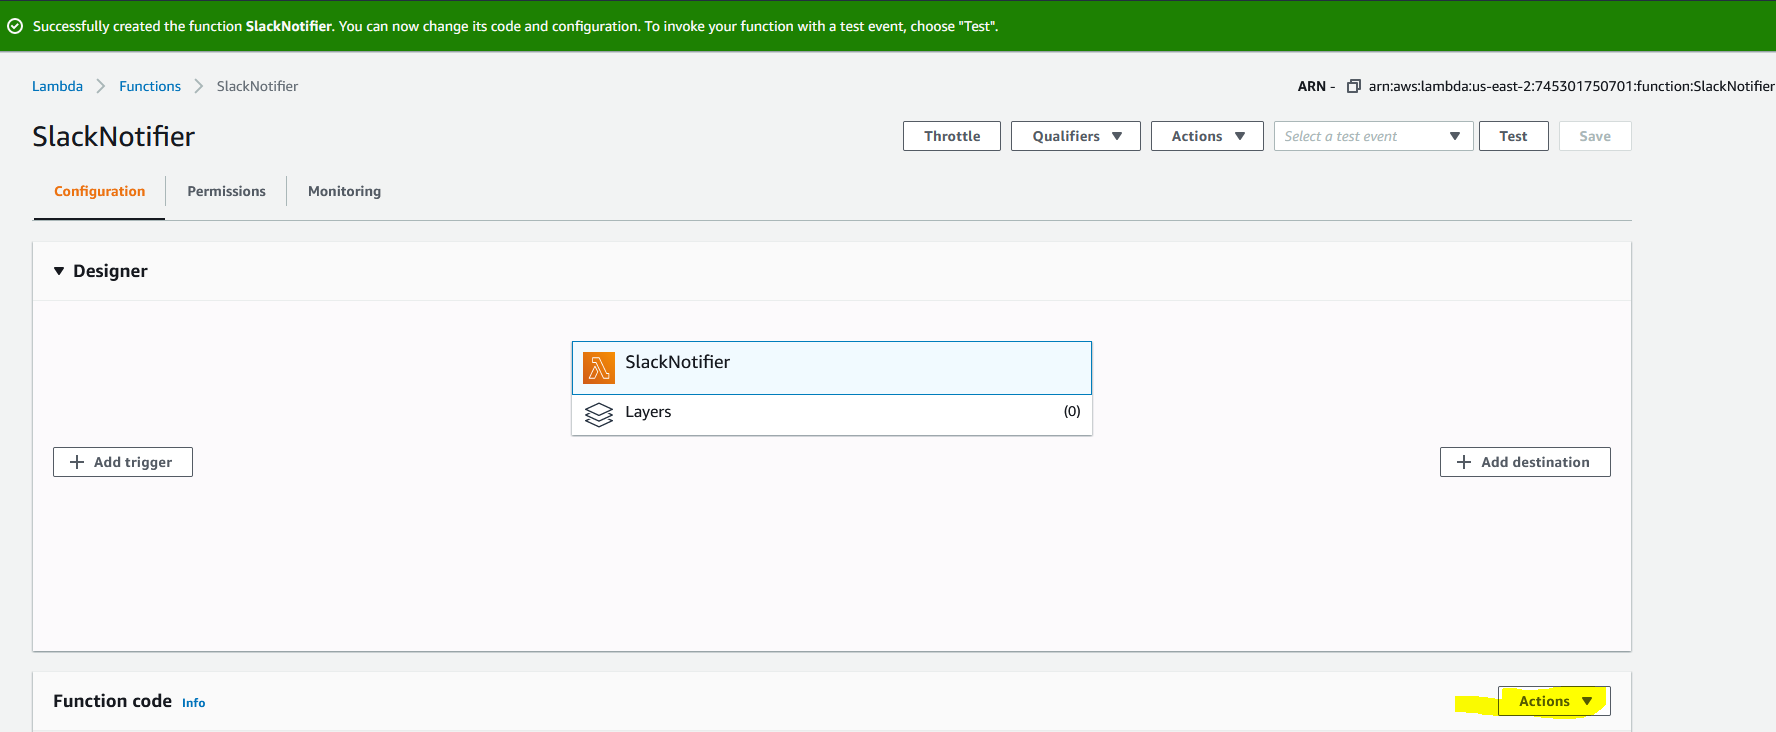 Successfully created the function SlackNotifier. You can now change its code and configuration. To invoke your function with a test event, choose "Test".
Lambda > Functions > SlackNotifier
ARN - arn:aws:lambda:us-east-2:745301750701:function:SlackNotifier
SlackNotifier
Throttle Qualifiers Actions Select a test event Test Save
Configuration Permissions Monitoring
Designer
SlackNotifier
Layers (0)
+ Add trigger + Add destination
Function code Info Actions